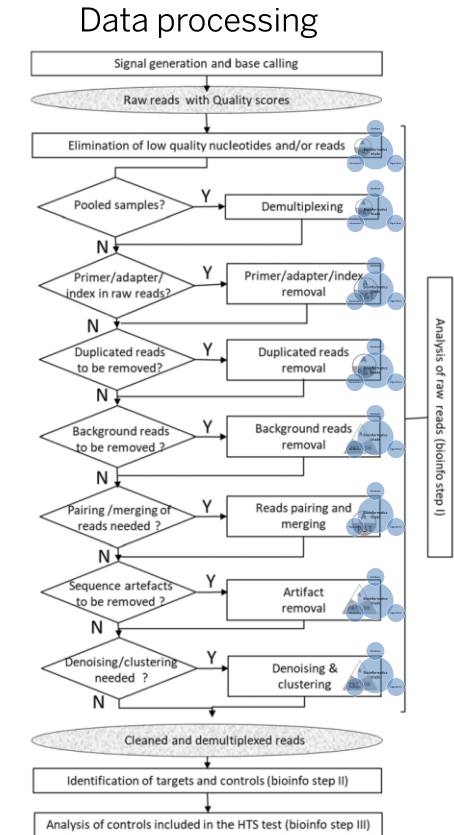 Data processing
Signal generation and base calling
Raw reads with Quality scores
Elimination of low quality nucleotides and/or reads
Pooled samples?
Y
Demultiplexing
N
Primer/adapter/
index in raw reads?
Y
Primer/adapter/index
removal
N
Duplicated reads
to be removed?
Y
Duplicated reads
removal
N
Background reads
to be removed ?
Y
Background reads
removal
N
Pairing /merging of
reads needed ?
Y
Reads pairing and
merging
N
Sequence artefacts
to be removed ?
Y
Artifact
removal
N
Denoising/clustering
needed ?
Y
Denoising &
clustering
N
Analysis of raw reads (bioinfo step I)
Cleaned and demultiplexed reads
Identification of targets and controls (bioinfo step II)
Analysis of controls included in the HTS test (bioinfo step III)